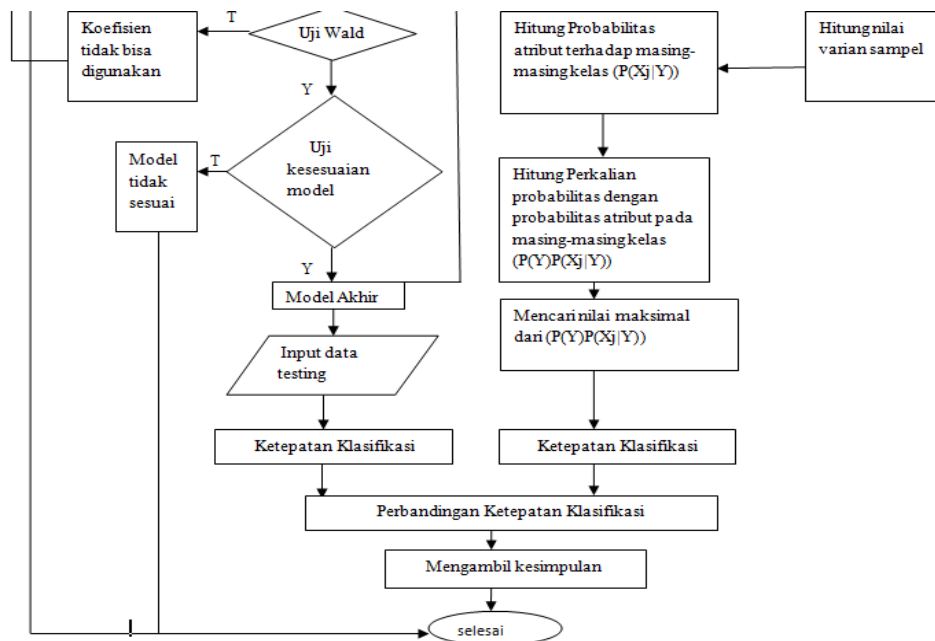 Koefisien
tidak bisa
digunakan
T
Uji Wald
Y
Model
tidak
sesuai
T
Uji
kesesuaian
model
Y
Model Akhir
Input data
testing
Ketepatan Klasifikasi
Hitung Probabilitas
atribut terhadap masing-
masing kelas (P(Xj|Y))
Hitung nilai
varian sampel
Hitung Perkalian
probabilitas dengan
probabilitas atribut pada
masing-masing kelas
(P(Y)P(Xj|Y))
Mencari nilai maksimal
dari (P(Y)P(Xj|Y))
Ketepatan Klasifikasi
Perbandingan Ketepatan Klasifikasi
Mengambil kesimpulan
selesai